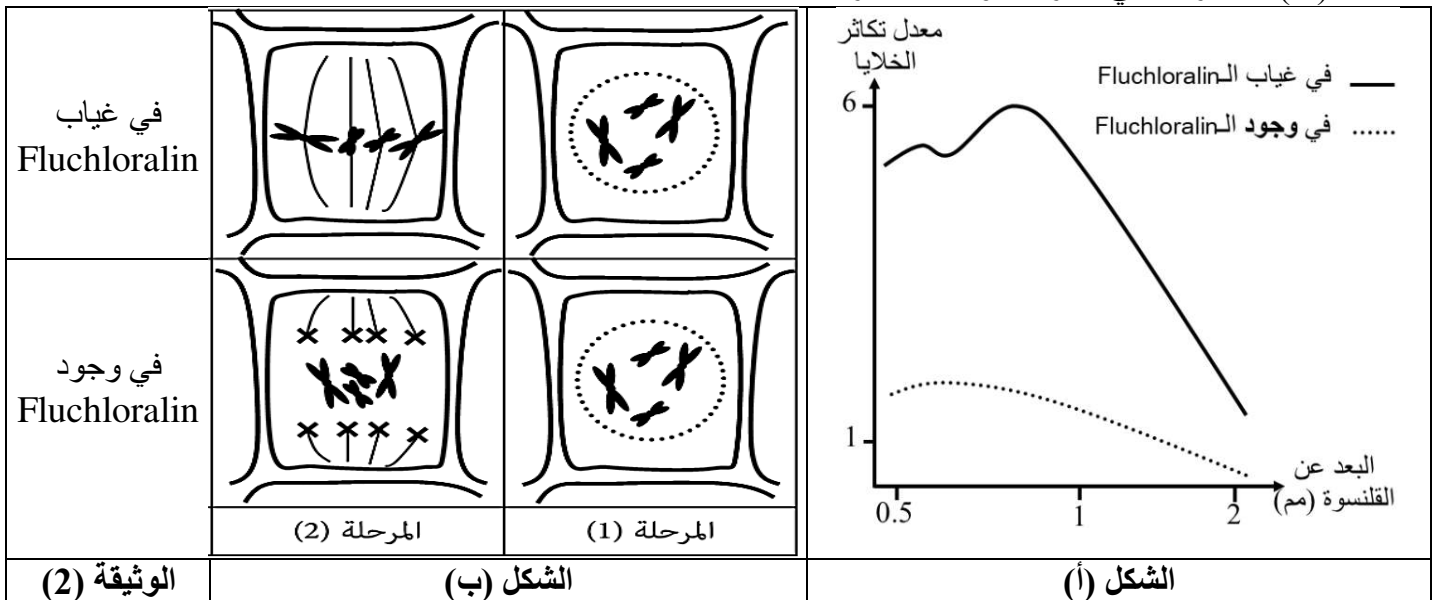 معدل تكاثر
الخلايا
6
1
في غياب الـFluchloralin
في وجود الـFluchloralin
البعد عن
القلنسوة (مم)
0.5
1
2
الشكل (أ)
المرحلة (1)
المرحلة (2)
الشكل (ب)
في غياب
Fluchloralin
في وجود
Fluchloralin
الوثيقة (2)